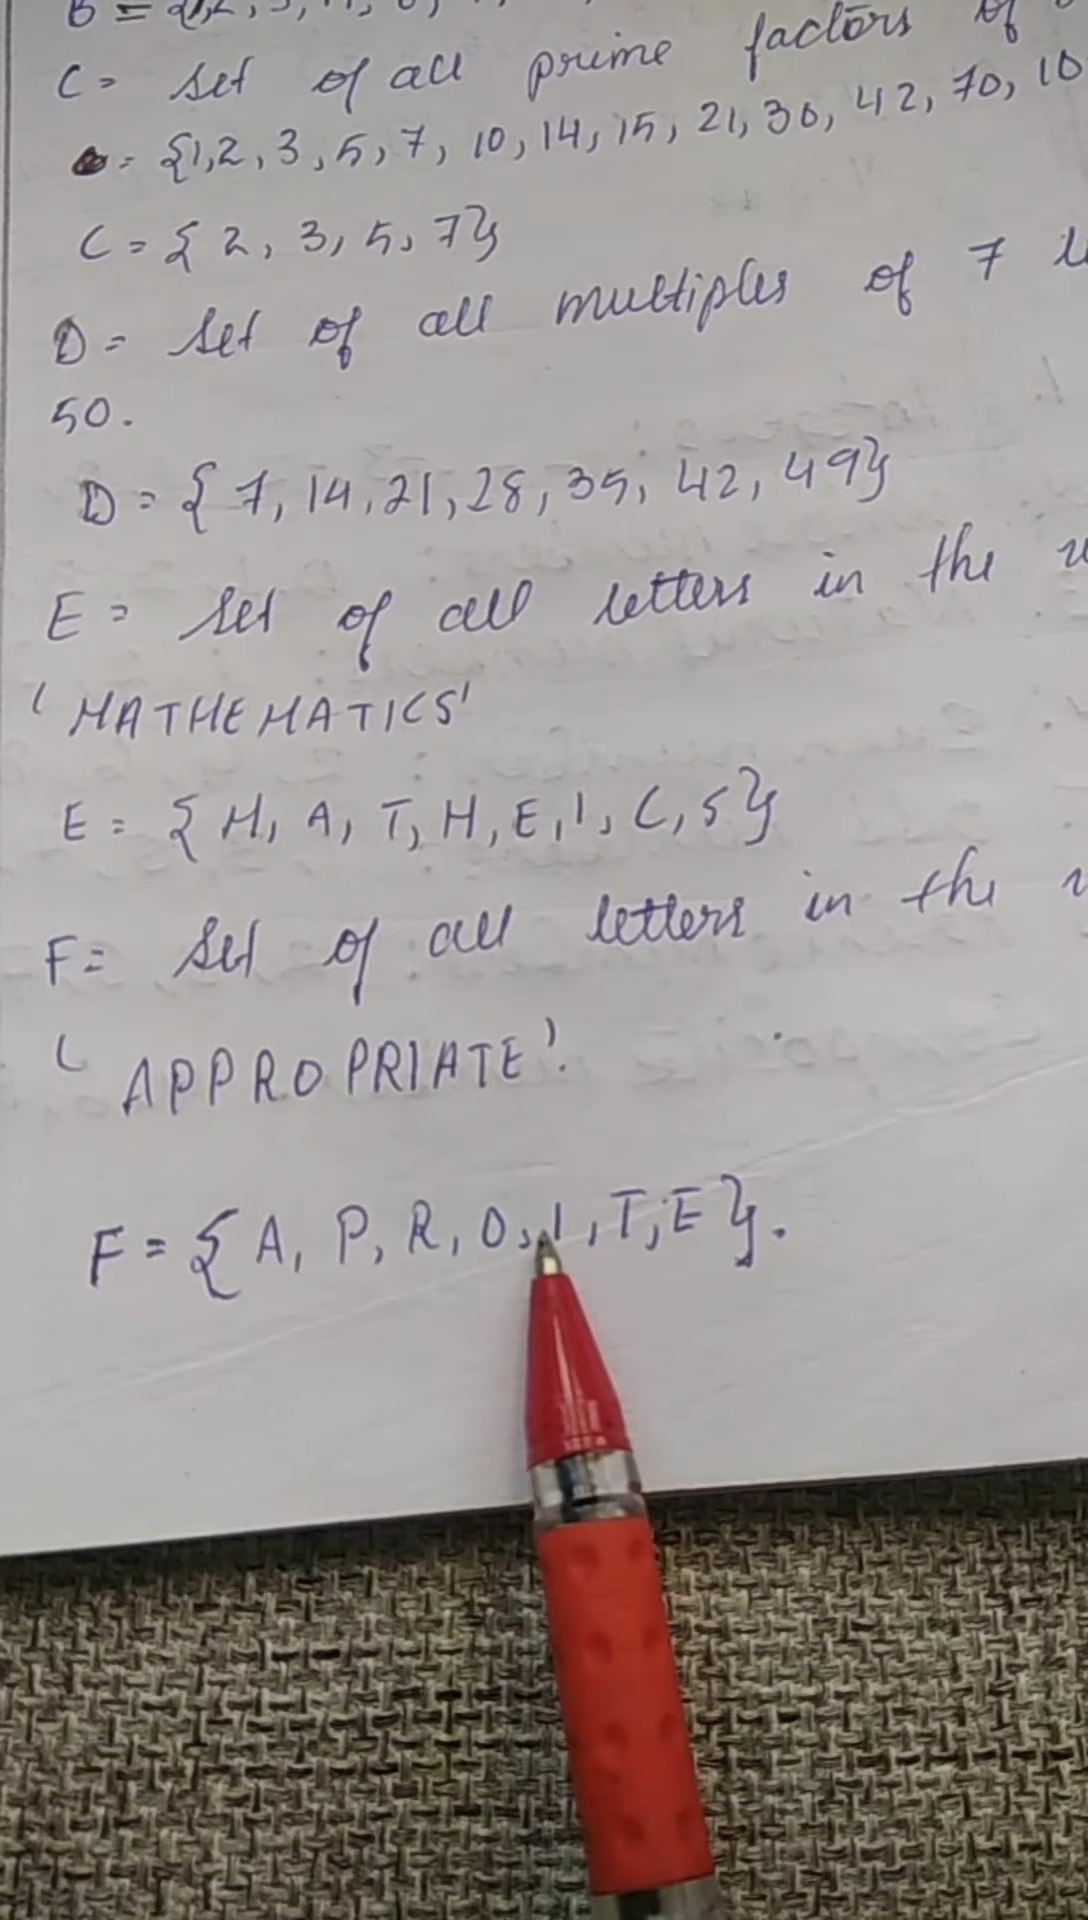 C = set of all prime factors of
= {1, 2, 3, 5, 7, 10, 14, 15, 21, 30, 42, 70, 10
C = { 2, 3, 5, 7}
D = set of all multiples of 7
50.
D = { 7, 14, 21, 28, 35, 42, 49}
E = set of all letters in the
'MATHEMATICS'
E = { M, A, T, H, E, I, C, S}
F = set of all letters in the
'APPROPRIATE'.
F = { A, P, R, O, I, T, E }.